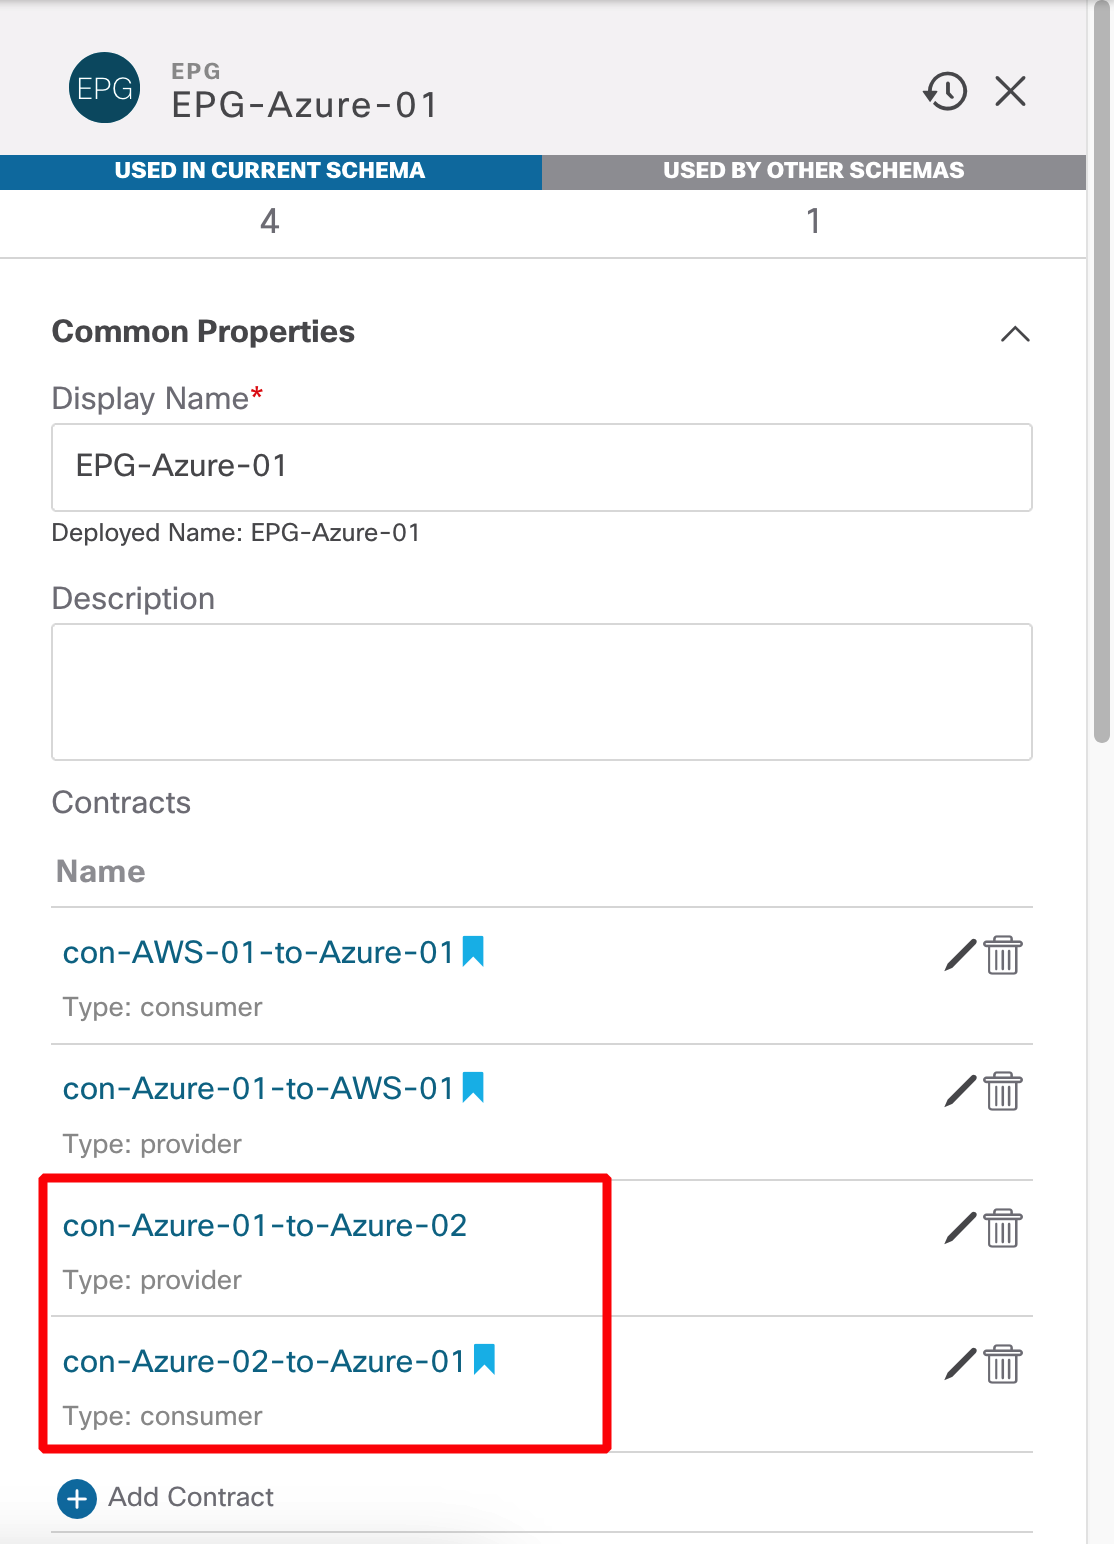 EPG
EPG
EPG-Azure-01
USED IN CURRENT SCHEMA
USED BY OTHER SCHEMAS
4
1
Common Properties
Display Name*
EPG-Azure-01
Deployed Name: EPG-Azure-01
Description
Contracts
Name
con-AWS-01-to-Azure-01
Type: consumer
con-Azure-01-to-AWS-01
Type: provider
con-Azure-01-to-Azure-02
Type: provider
con-Azure-02-to-Azure-01
Type: consumer
Add Contract